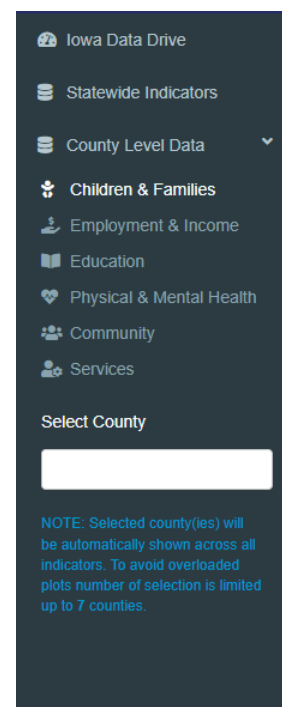 Iowa Data Drive
Statewide Indicators
County Level Data
Children & Families
Employment & Income
Education
Physical & Mental Health
Community
Services
Select County
NOTE: Selected county(ies) will
be automatically shown across all
indicators. To avoid overloaded
plots number of selection is limited
up to 7 counties.